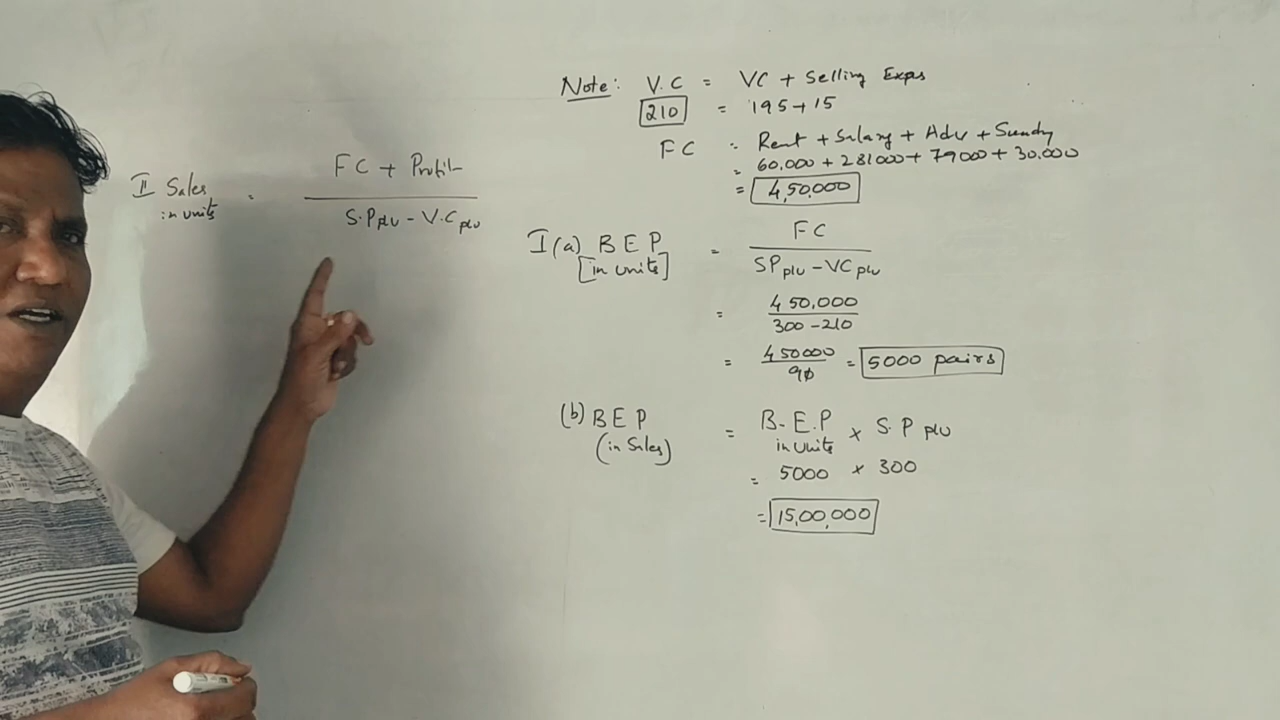 II Sales in units = FC + Profit
S.P plu - V.C plu
Note: V.C = VC + Selling Exps
210 = 195+15
FC = Rent + Salary + Adv + Sundry
= 60,000 + 281000 + 79000 + 30,000
= 4,50,000
I (a) B E P [in units] = FC
SP plu - VC plu
= 450,000
300 - 210
= 450000
90 = 5000 pairs
(b) B E P (in Sales) = B.E.P in units × S.P plu
= 5000 × 300
= 15,00,000